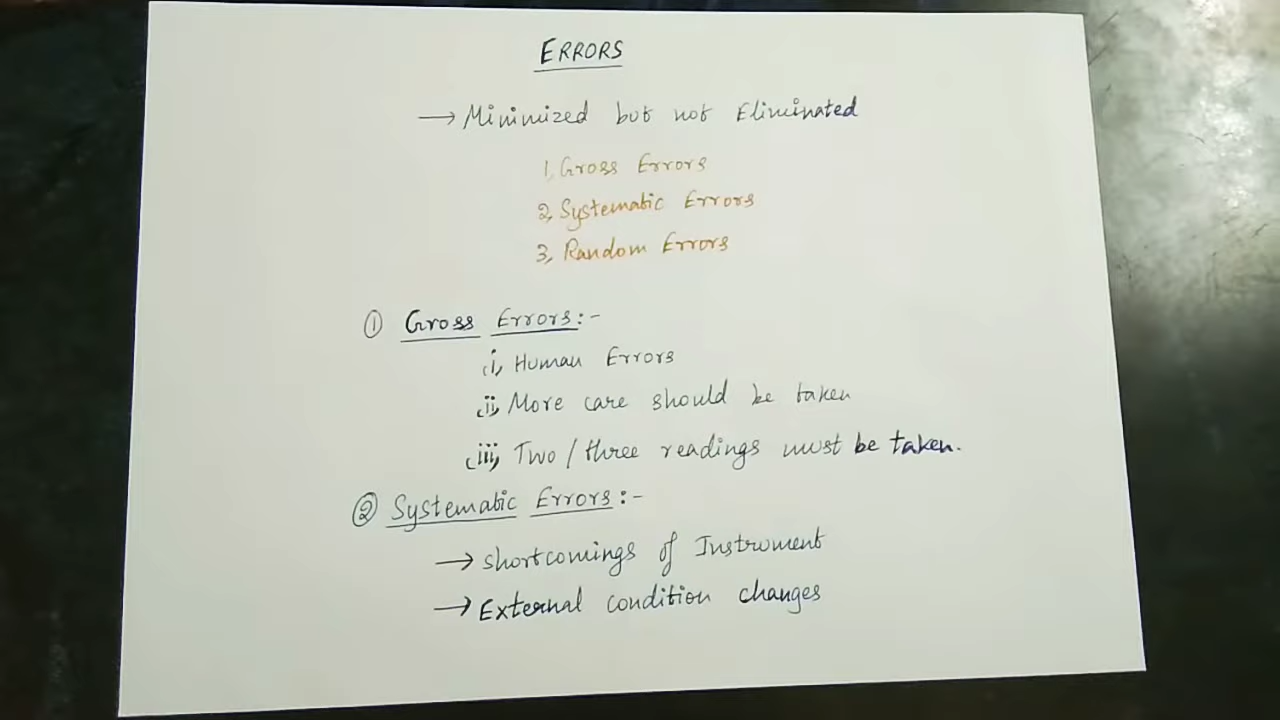 ERRORS
→ Minimized but not Eliminated
1, Gross Errors
2, Systematic Errors
3, Random Errors
① Gross Errors:-
(i, Human Errors
(ii, More care should be taken
(iii, Two / three readings must be taken.
② Systematic Errors:-
→ shortcomings of Instrument
→ External condition changes